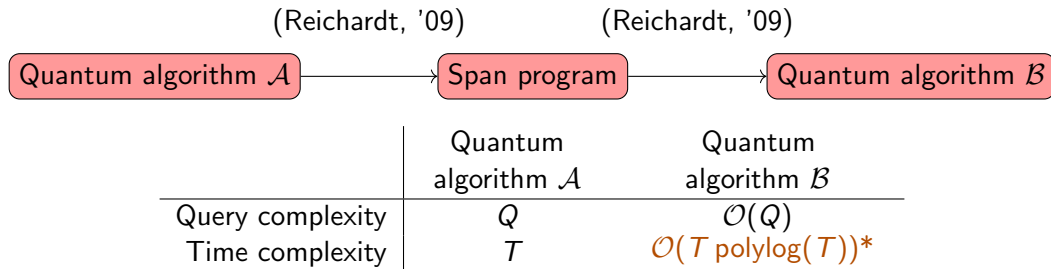 (Reichardt, '09) (Reichardt, '09)
Quantum algorithm 𝒜 Span program Quantum algorithm ℬ
Quantum Quantum
algorithm 𝒜 algorithm ℬ
Query complexity Q 𝒪(Q)
Time complexity T 𝒪(T polylog(T))*